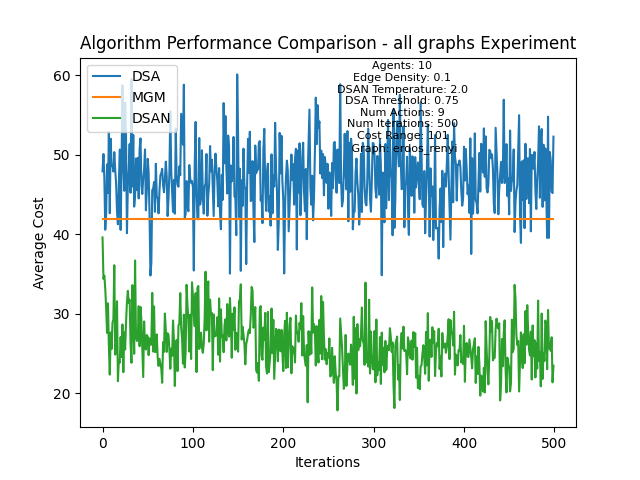 Algorithm Performance Comparison - all graphs Experiment
DSA
MGM
DSAN
Agents: 10
Edge Density: 0.1
DSAN Temperature: 2.0
DSA Threshold: 0.75
Num Actions: 9
Num Iterations: 500
Cost Range: 101
Graph: erdos_renyi
Average Cost
60
50
40
30
20
0 100 200 300 400 500
Iterations